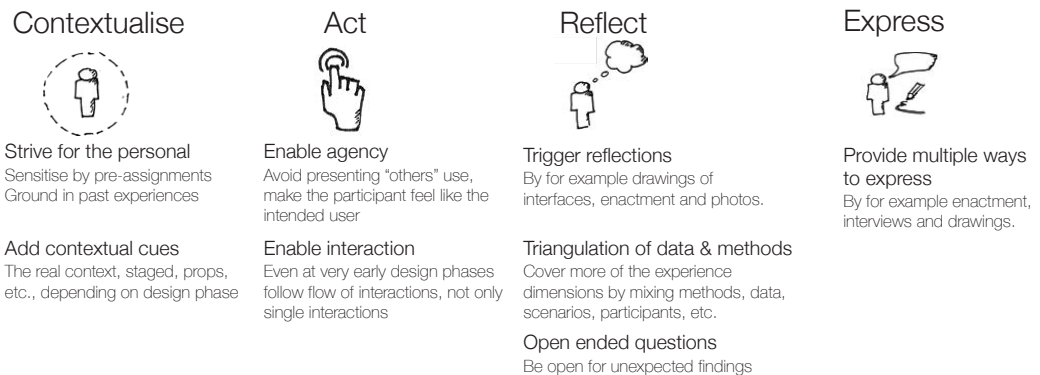 Contextualise
Strive for the personal
Sensitise by pre-assignments
Ground in past experiences
Add contextual cues
The real context, staged, props,
etc., depending on design phase
Act
Enable agency
Avoid presenting “others” use,
make the participant feel like the
intended user
Enable interaction
Even at very early design phases
follow flow of interactions, not only
single interactions
Reflect
Trigger reflections
By for example drawings of
interfaces, enactment and photos.
Triangulation of data & methods
Cover more of the experience
dimensions by mixing methods, data,
scenarios, participants, etc.
Open ended questions
Be open for unexpected findings
Express
Provide multiple ways
to express
By for example enactment,
interviews and drawings.